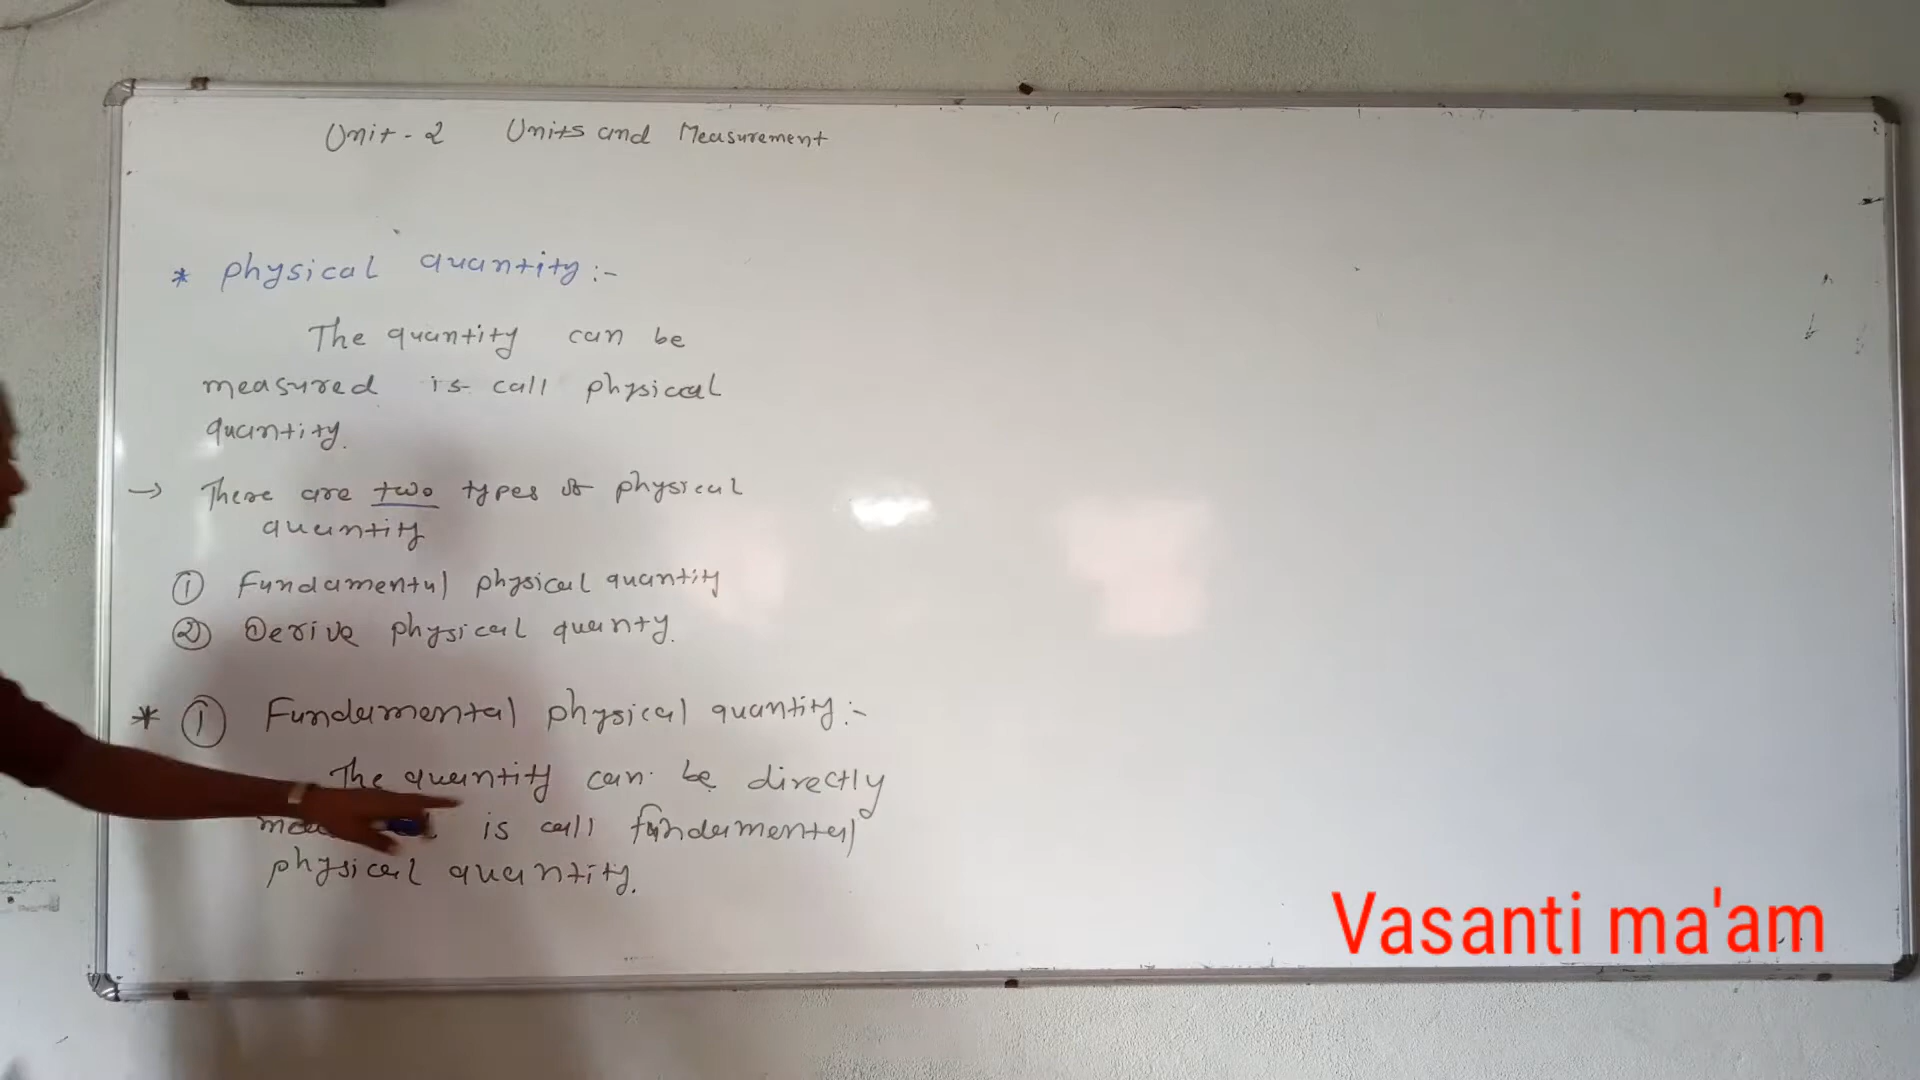 Unit-2 Units and Measurement
* physical quantity:-
The quantity can be
measured is call physical
quantity.
→ There are two types of physical
quantity
① Fundamental physical quantity
② Derive physical quanty.
* ① Fundamental physical quantity:-
The quantity can be directly
is call fundamental
physical quantity.
Vasanti ma'am